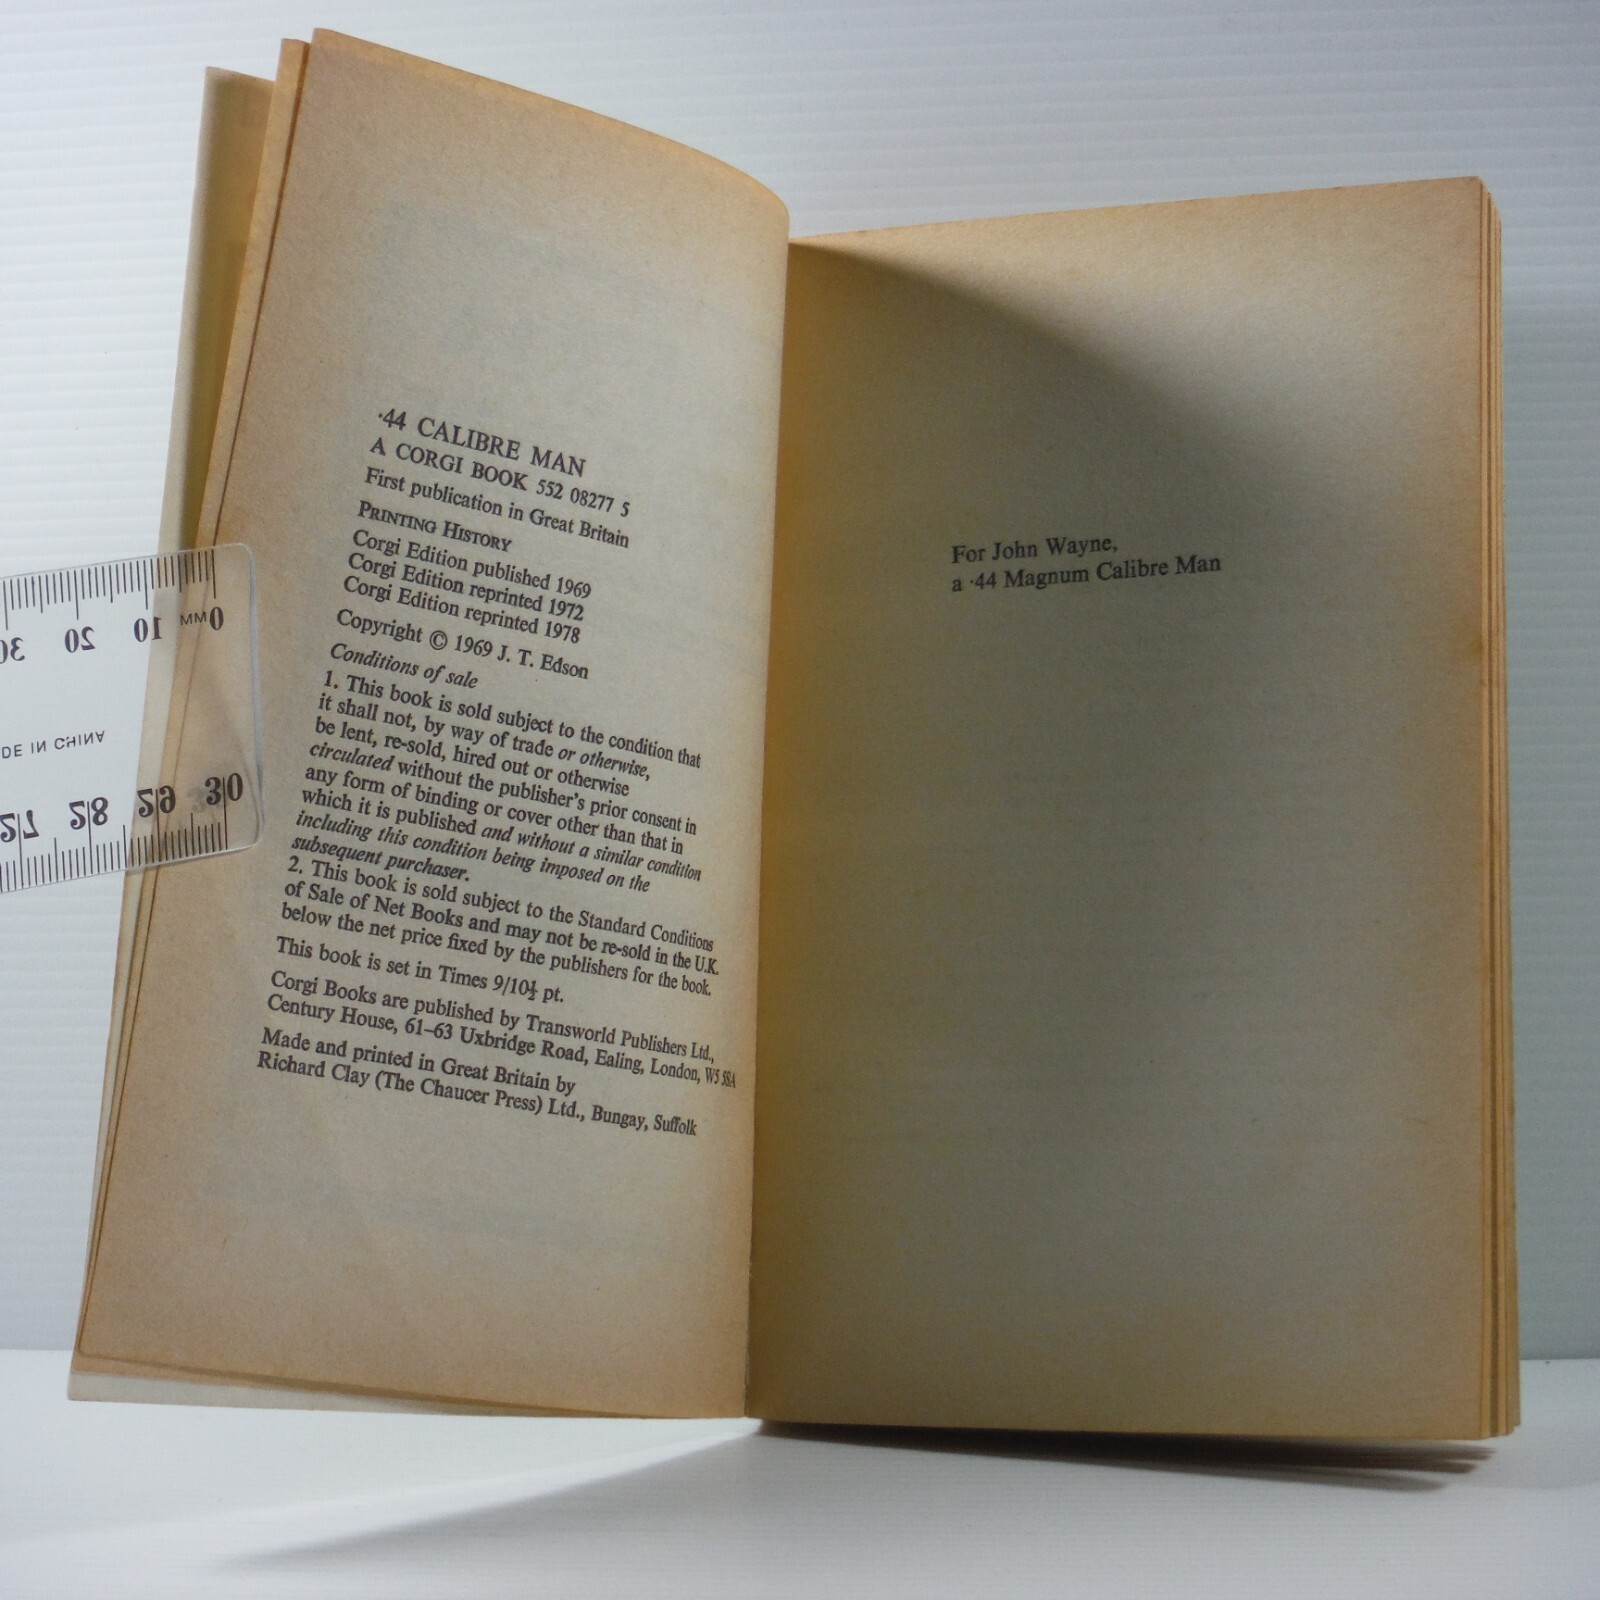 ·44 CALIBRE MAN
A CORGI BOOK 552 08277 5
First publication in Great Britain
PRINTING HISTORY
Corgi Edition published 1969
Corgi Edition reprinted 1972
Corgi Edition reprinted 1978
Copyright © 1969 J. T. Edson
Conditions of sale
1. This book is sold subject to the condition that
it shall not, by way of trade or otherwise,
be lent, re-sold, hired out or otherwise
circulated without the publisher's prior consent in
any form of binding or cover other than that in
which it is published and without a similar condition
including this condition being imposed on the
subsequent purchaser.
2. This book is sold subject to the Standard Conditions
of Sale of Net Books and may not be re-sold in the U.K.
below the net price fixed by the publishers for the book.
This book is set in Times 9/10½ pt.
Corgi Books are published by Transworld Publishers Ltd.,
Century House, 61–63 Uxbridge Road, Ealing, London, W5 5SA
Made and printed in Great Britain by
Richard Clay (The Chaucer Press) Ltd., Bungay, Suffolk
For John Wayne,
a ·44 Magnum Calibre Man
30 20 10 MM 0
DE IN CHINA
27 28 29 30